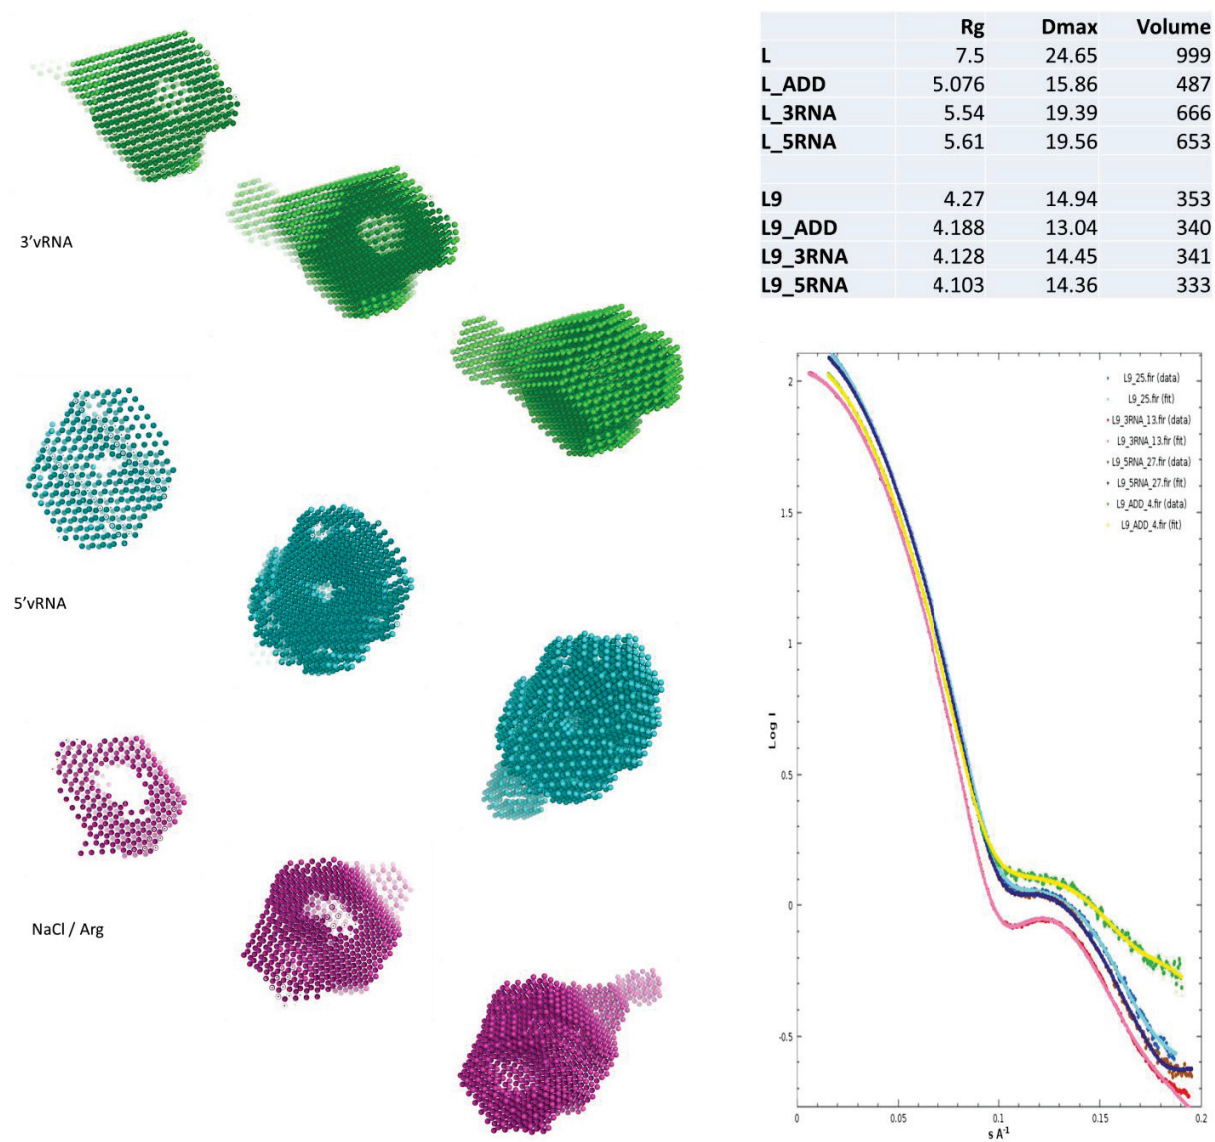 Rg Dmax Volume
L 7.5 24.65 999
L_ADD 5.076 15.86 487
L_3RNA 5.54 19.39 666
L_5RNA 5.61 19.56 653
L9 4.27 14.94 353
L9_ADD 4.188 13.04 340
L9_3RNA 4.128 14.45 341
L9_5RNA 4.103 14.36 333
3'vRNA
5'vRNA
NaCl / Arg
L9_25.fir (data)
L9_25.fir (fit)
L9_3RNA_13.fir (data)
L9_3RNA_13.fir (fit)
L9_5RNA_27.fir (data)
L9_5RNA_27.fir (fit)
L9_ADD_4.fir (data)
L9_ADD_4.fir (fit)
2
1.5
1
0.5
0
-0.5
Log I
0 0.05 0.1 0.15 0.2
s A-1